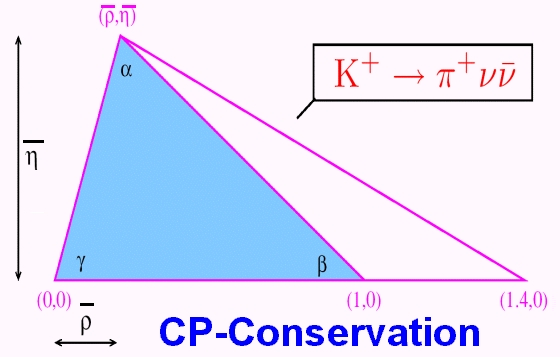 (ρ̅,η̅)
K⁺ → π⁺νν̄
α
η̅
γ
β
(0,0)
(1,0)
(1.4,0)
ρ̅
CP-Conservation